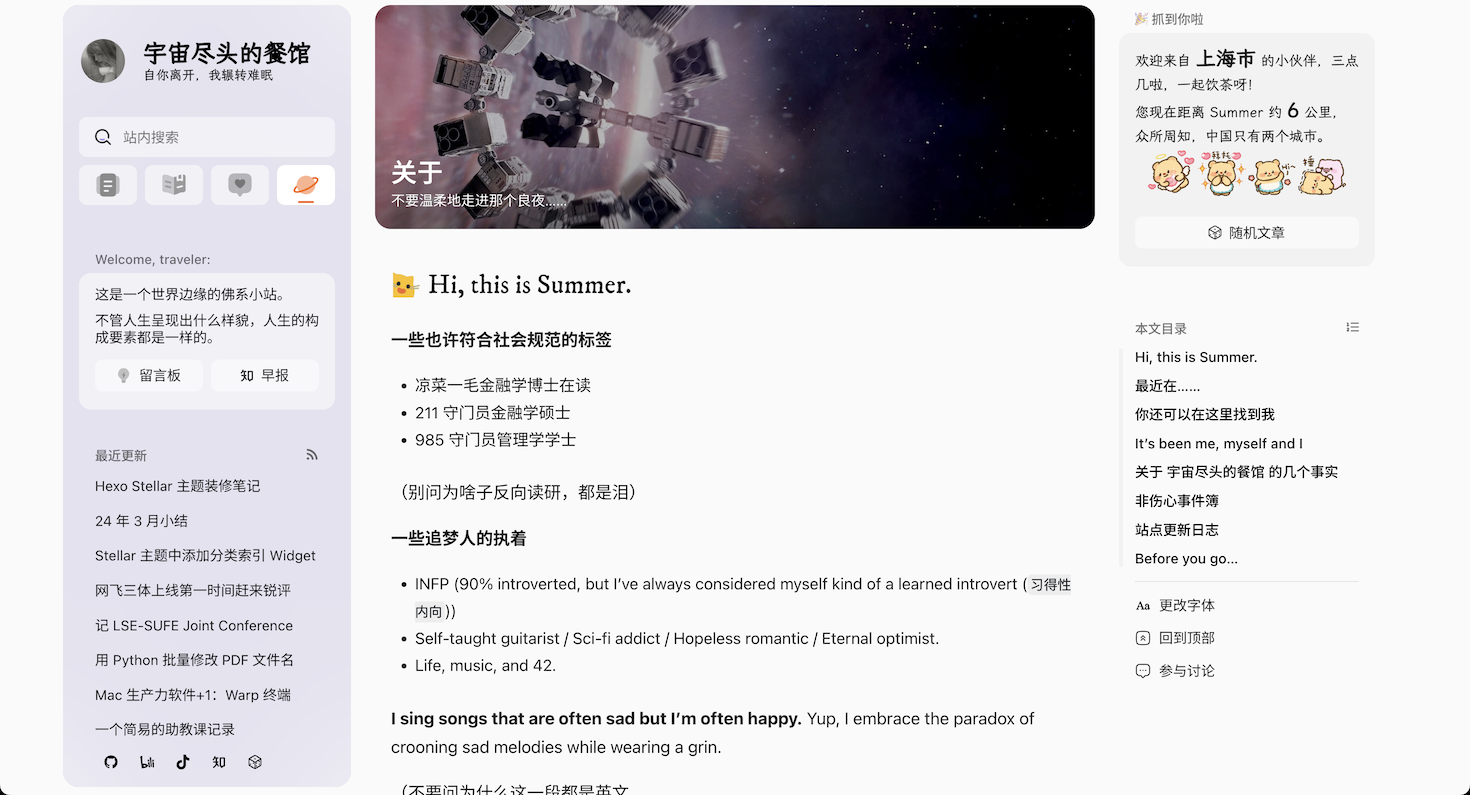 宇宙尽头的餐馆
自你离开，我辗转难眠
站内搜索
Welcome, traveler:
这是一个世界边缘的佛系小站。
不管人生呈现出什么样貌，人生的构
成要素都是一样的。
留言板
知 早报
最近更新
Hexo Stellar 主题装修笔记
24 年 3 月小结
Stellar 主题中添加分类索引 Widget
网飞三体上线第一时间赶来锐评
记 LSE-SUFE Joint Conference
用 Python 批量修改 PDF 文件名
Mac 生产力软件+1：Warp 终端
一个简易的助教课记录
知
关于
不要温柔地走进那个良夜……
Hi, this is Summer.
一些也许符合社会规范的标签
凉菜一毛金融学博士在读
211 守门员金融学硕士
985 守门员管理学学士
（别问为啥子反向读研，都是泪）
一些追梦人的执着
INFP (90% introverted, but I've always considered myself kind of a learned introvert ( 习得性
内向 ))
Self-taught guitarist / Sci-fi addict / Hopeless romantic / Eternal optimist.
Life, music, and 42.
I sing songs that are often sad but I'm often happy. Yup, I embrace the paradox of
crooning sad melodies while wearing a grin.
（不要问为什么这一段都是英文
抓到你啦
欢迎来自 上海市 的小伙伴，三点
几啦，一起饮茶呀！
您现在距离 Summer 约 6 公里，
众所周知，中国只有两个城市。
拜托
Hi~
随机文章
本文目录
Hi, this is Summer.
最近在……
你还可以在这里找到我
It's been me, myself and I
关于 宇宙尽头的餐馆 的几个事实
非伤心事件簿
站点更新日志
Before you go...
Aa 更改字体
回到顶部
参与讨论